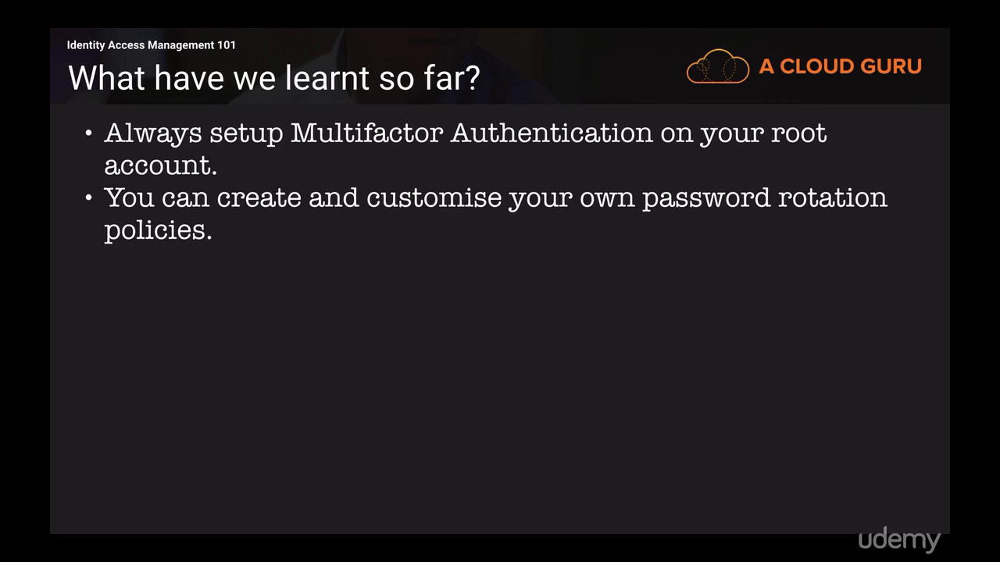 Identity Access Management 101
What have we learnt so far?
A CLOUD GURU
• Always setup Multifactor Authentication on your root
account.
• You can create and customise your own password rotation
policies.
udemy